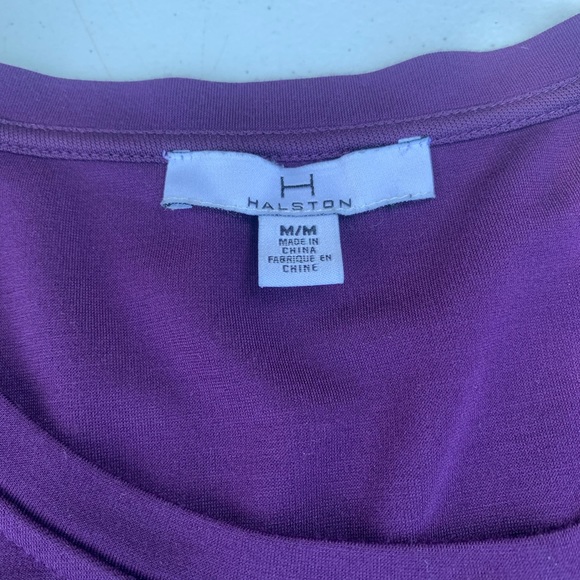 H
HALSTON
M/M
MADE IN
CHINA
FABRIQUE EN
CHINE